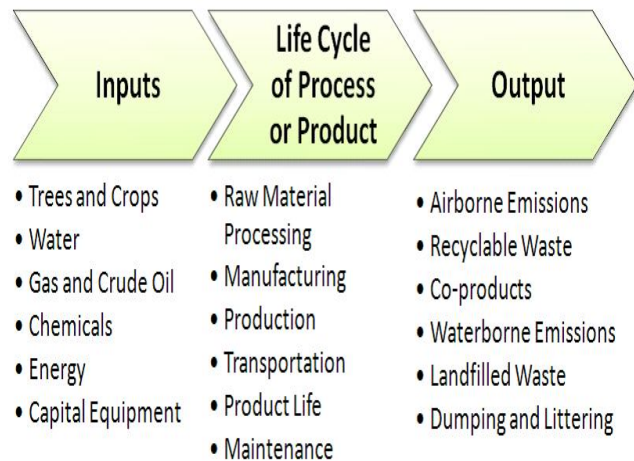 Inputs
• Trees and Crops
• Water
• Gas and Crude Oil
• Chemicals
• Energy
• Capital Equipment
Life Cycle
of Process
or Product
• Raw Material
Processing
• Manufacturing
• Production
• Transportation
• Product Life
• Maintenance
Output
• Airborne Emissions
• Recyclable Waste
• Co-products
• Waterborne Emissions
• Landfilled Waste
• Dumping and Littering